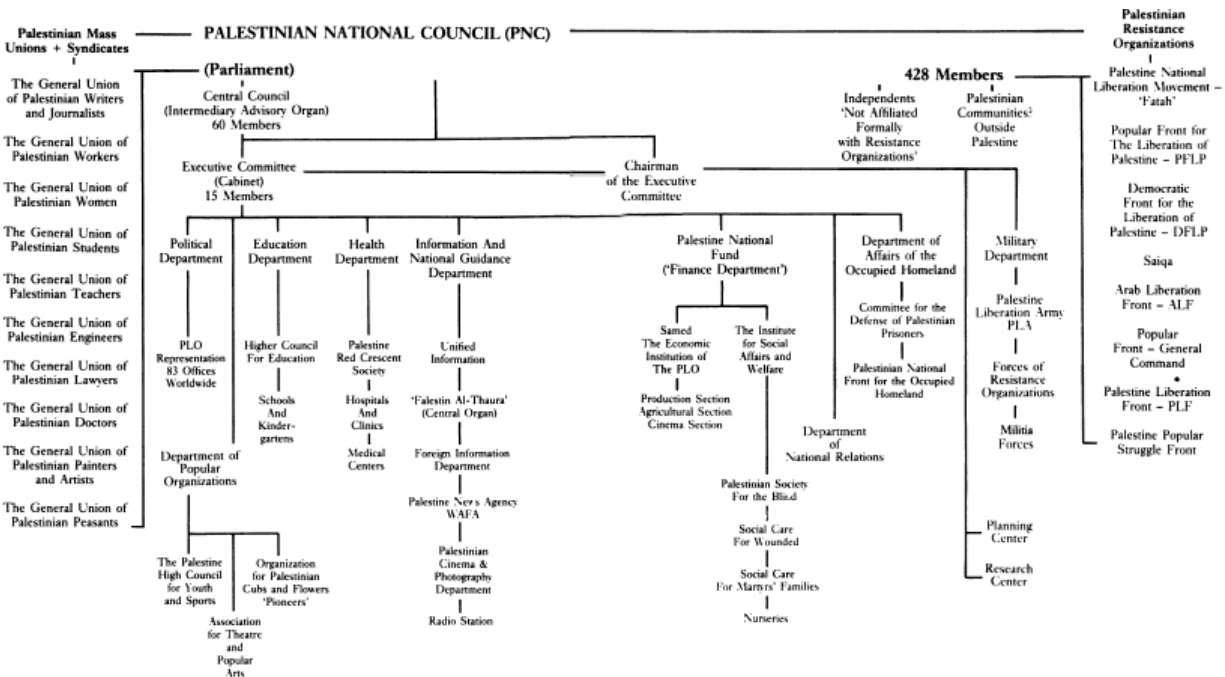 Palestinian Mass
Unions + Syndicates
The General Union
of Palestinian Writers
and Journalists
The General Union of
Palestinian Workers
The General Union of
Palestinian Women
The General Union of
Palestinian Students
The General Union of
Palestinian Teachers
The General Union of
Palestinian Engineers
The General Union of
Palestinian Lawyers
The General Union of
Palestinian Doctors
The General Union of
Palestinian Painters
and Artists
The General Union of
Palestinian Peasants
PALESTINIAN NATIONAL COUNCIL (PNC)
(Parliament)
Central Council
(Intermediary Advisory Organ)
60 Members
428 Members
Independents
'Not Affiliated
Formally
with Resistance
Organizations'
Palestinian
Communities
Outside
Palestine
Executive Committee
(Cabinet)
15 Members
Chairman
of the Executive
Committee
Political
Department
PLO
Representation
83 Offices
Worldwide
Department of
Popular
Organizations
The Palestine
High Council
for Youth
and Sports
Association
for Theatre
and
Popular
Arts
Organization
for Palestinian
Cubs and Flowers
'Pioneers'
Education
Department
Higher Council
For Education
Schools
And
Kinder-
gartens
Health
Department
Palestine
Red Crescent
Society
Hospitals
And
Clinics
Medical
Centers
Information And
National Guidance
Department
Unified
Information
'Falestin Al-Thaura'
(Central Organ)
Foreign Information
Department
Palestine News Agency
WAFA
Palestinian
Cinema &
Photography
Department
Radio Station
Palestine National
Fund
('Finance Department')
Samed
The Economic
Institution of
The PLO
Production Section
Agricultural Section
Cinema Section
The Institute
for Social
Affairs and
Welfare
Palestinian Society
For the Blind
Social Care
For Wounded
Social Care
For Martyrs' Families
Nurseries
Department
of
National Relations
Department of
Affairs of the
Occupied Homeland
Committee for the
Defense of Palestinian
Prisoners
Palestinian National
Front for the Occupied
Homeland
Military
Department
Palestine
Liberation Army
PLA
Forces of
Resistance
Organizations
Militia
Forces
Planning
Center
Research
Center
Palestinian
Resistance
Organizations
Palestine National
Liberation Movement –
'Fatah'
Popular Front for
The Liberation of
Palestine – PFLP
Democratic
Front for the
Liberation of
Palestine – DFLP
Saiqa
Arab Liberation
Front – ALF
Popular
Front – General
Command
Palestine Liberation
Front – PLF
Palestine Popular
Struggle Front